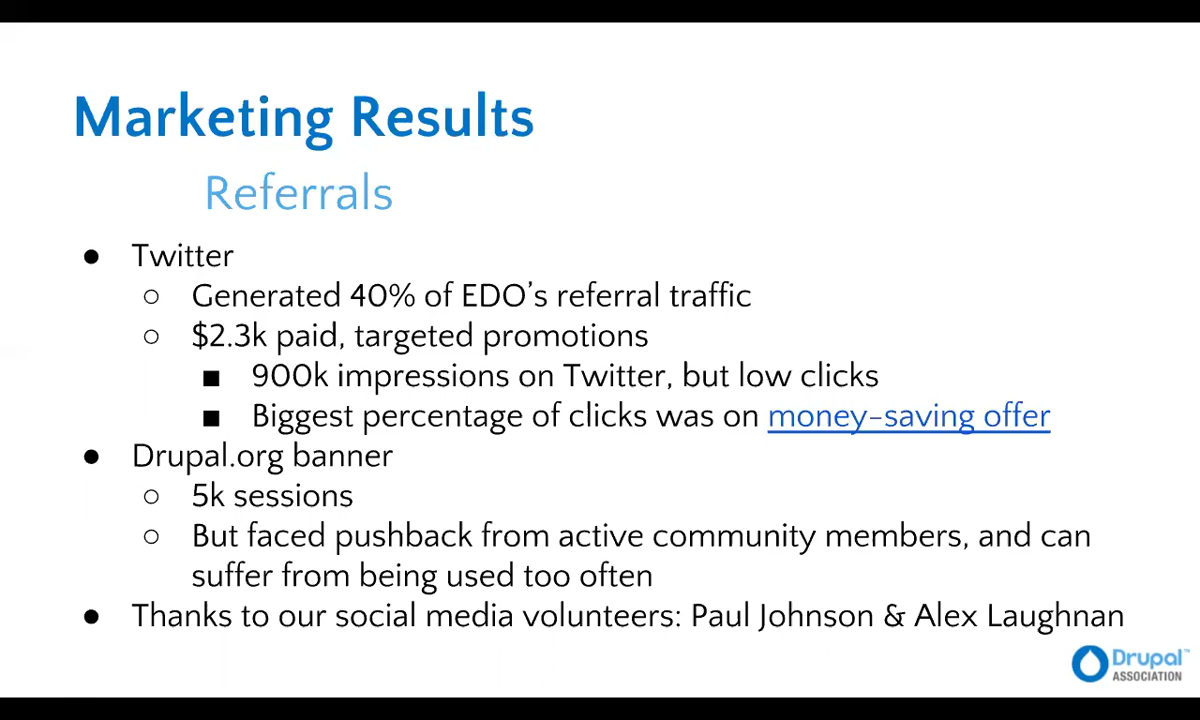 Marketing Results
Referrals
● Twitter
○ Generated 40% of EDO's referral traffic
○ $2.3k paid, targeted promotions
■ 900k impressions on Twitter, but low clicks
■ Biggest percentage of clicks was on money-saving offer
● Drupal.org banner
○ 5k sessions
○ But faced pushback from active community members, and can
suffer from being used too often
● Thanks to our social media volunteers: Paul Johnson & Alex Laughnan
Drupal™
ASSOCIATION